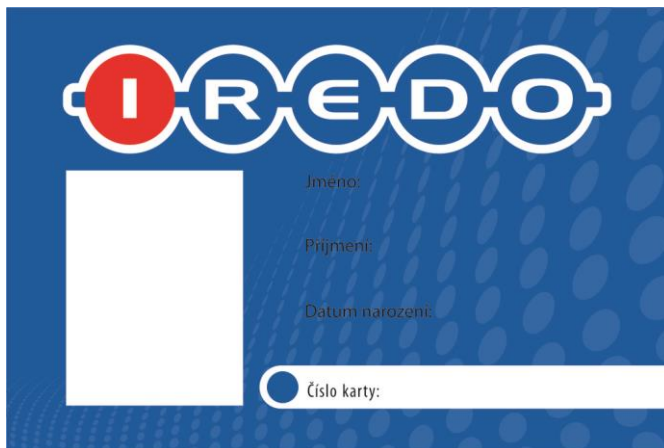 IREDO
Jméno:
Příjmení:
Datum narození:
Číslo karty: